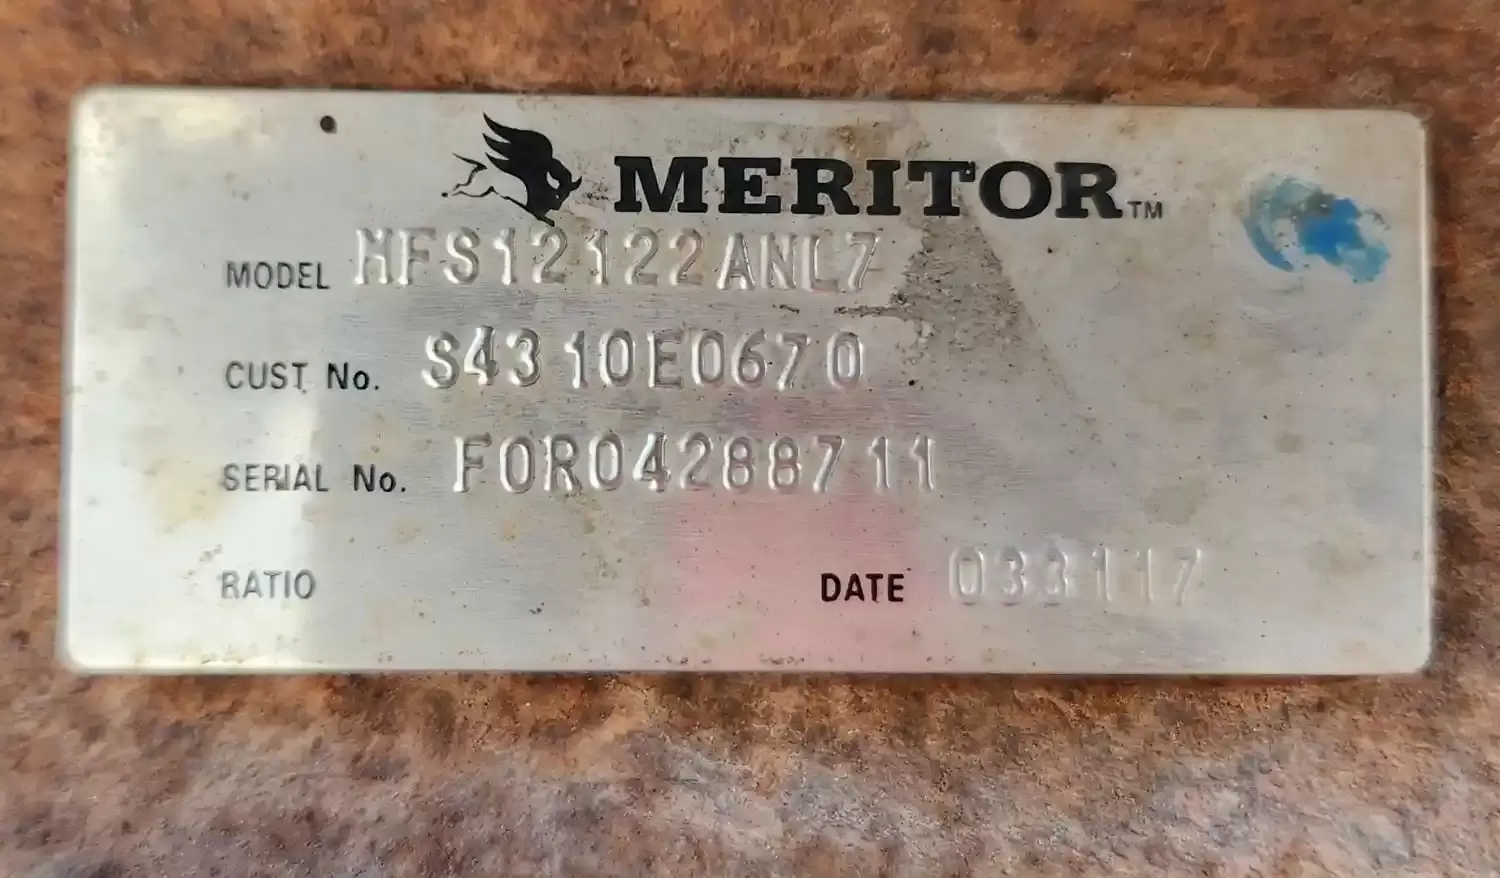 MERITOR™
MODEL MFS12122ANL7
CUST No. S4310E0670
SERIAL No. FOR04288711
RATIO
DATE 033117